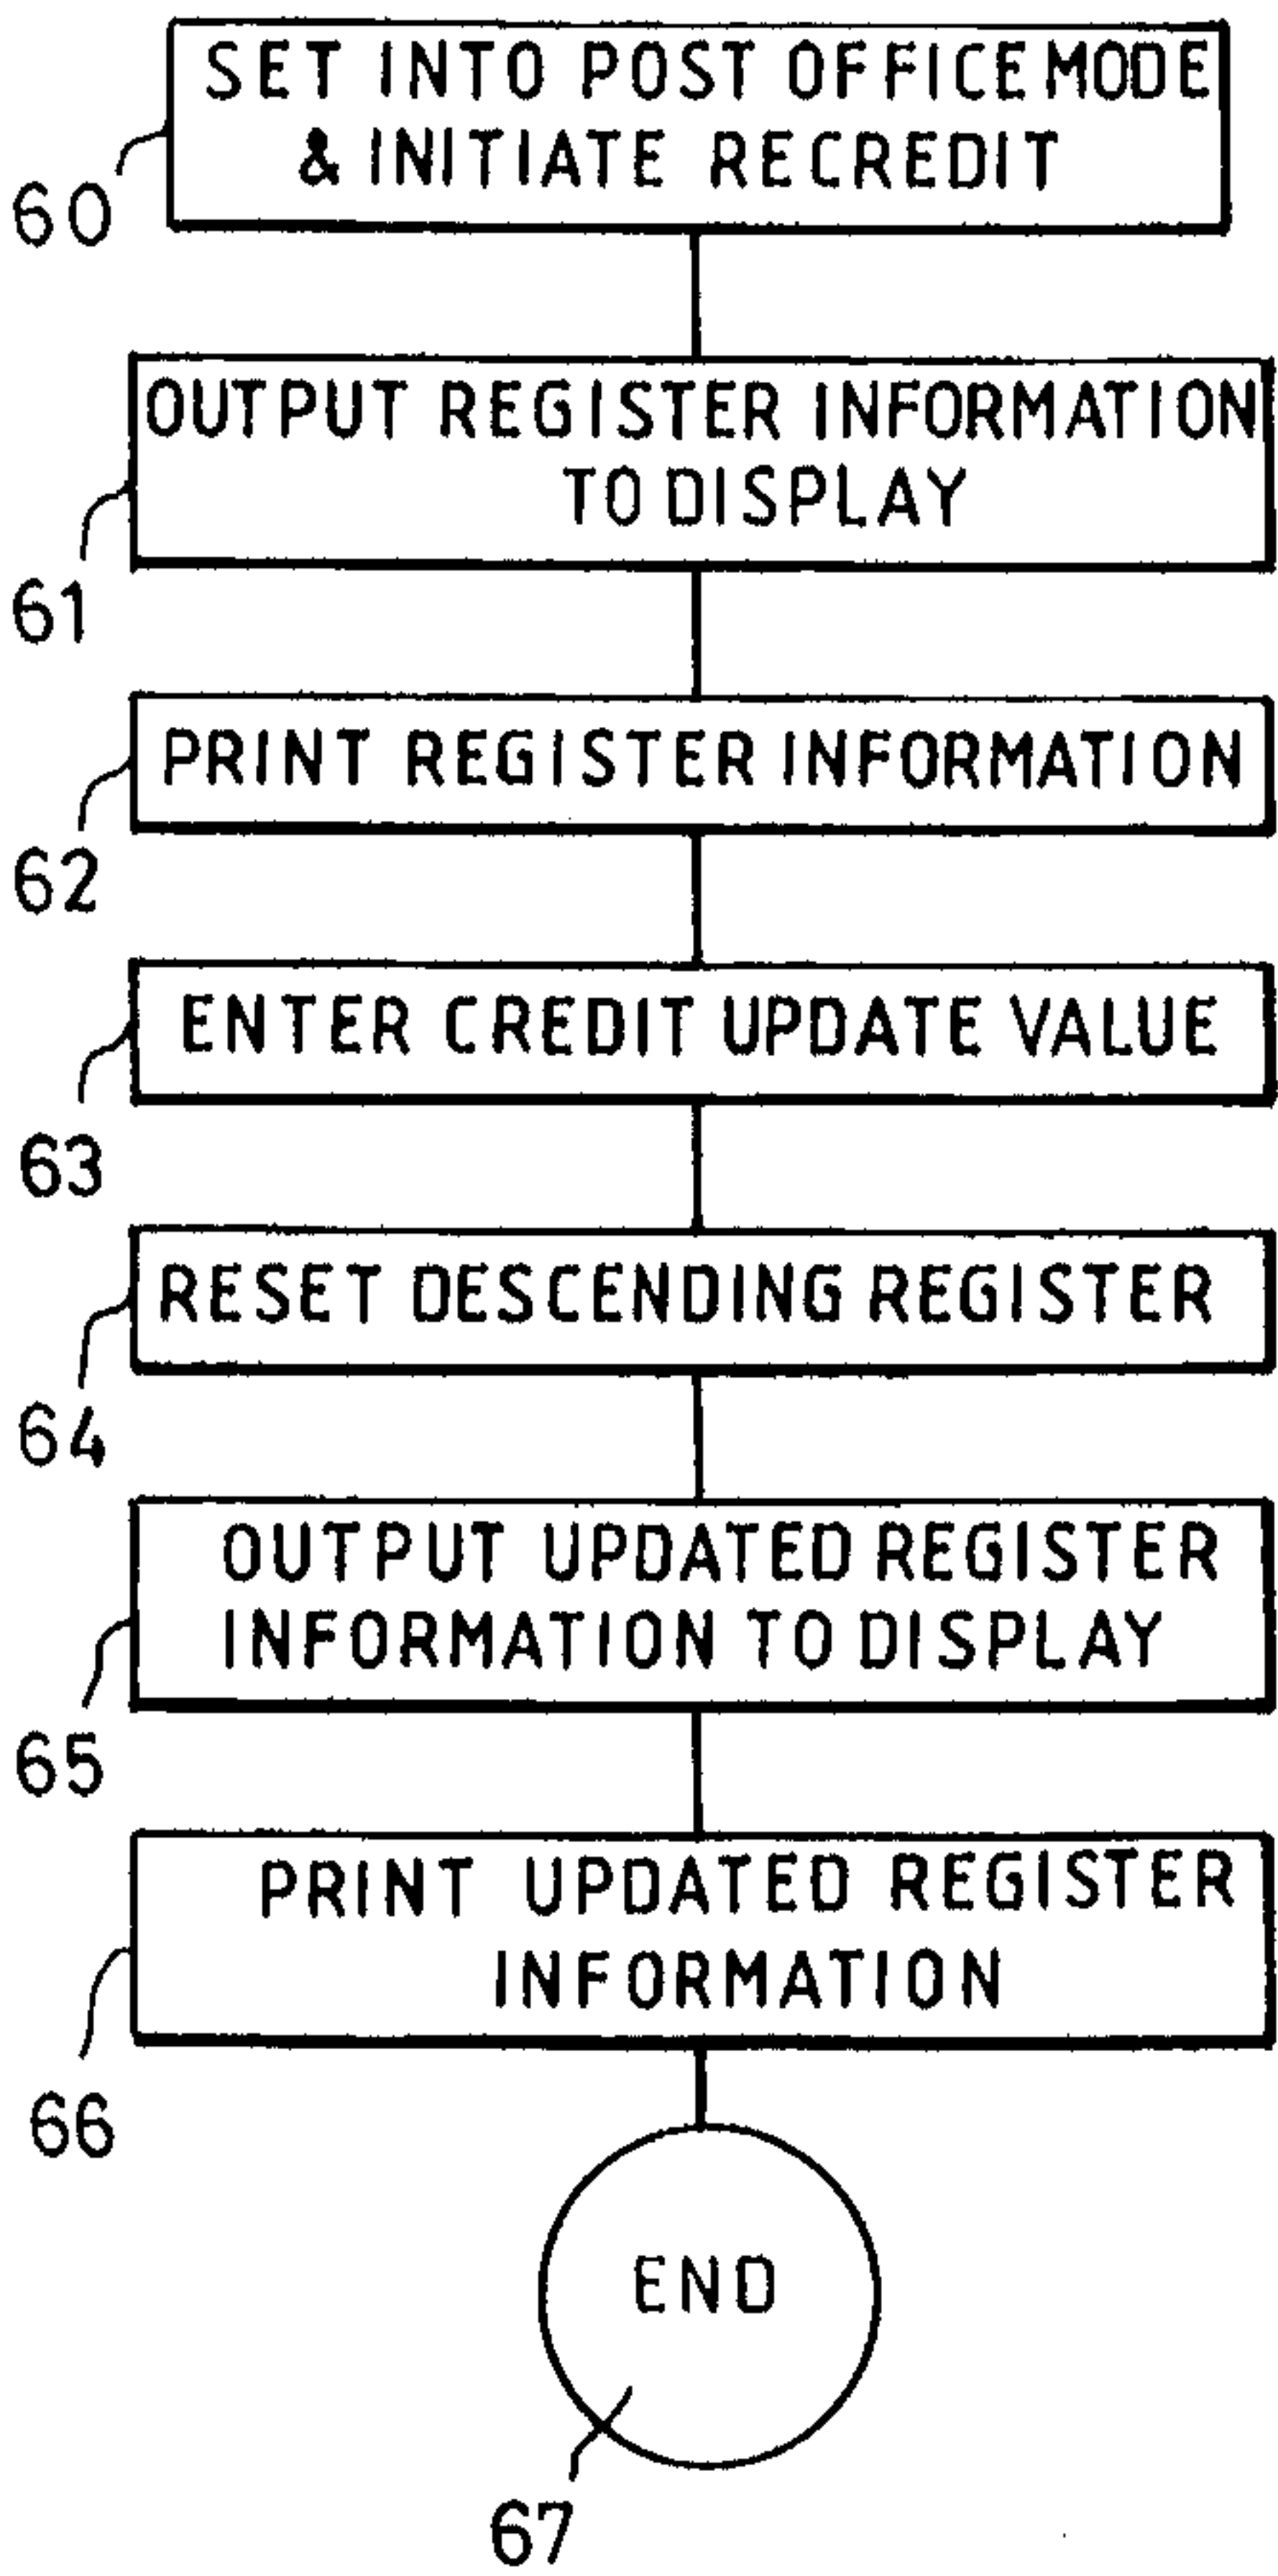 SET INTO POST OFFICE MODE
& INITIATE RECREDIT
60
OUTPUT REGISTER INFORMATION
TO DISPLAY
61
PRINT REGISTER INFORMATION
62
ENTER CREDIT UPDATE VALUE
63
RESET DESCENDING REGISTER
64
OUTPUT UPDATED REGISTER
INFORMATION TO DISPLAY
65
PRINT UPDATED REGISTER
INFORMATION
66
END
67